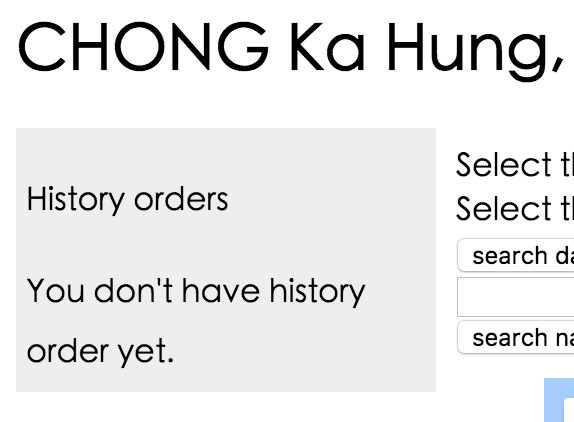 CHONG Ka Hung,
History orders
You don't have history
order yet.
Select
Select
search
search